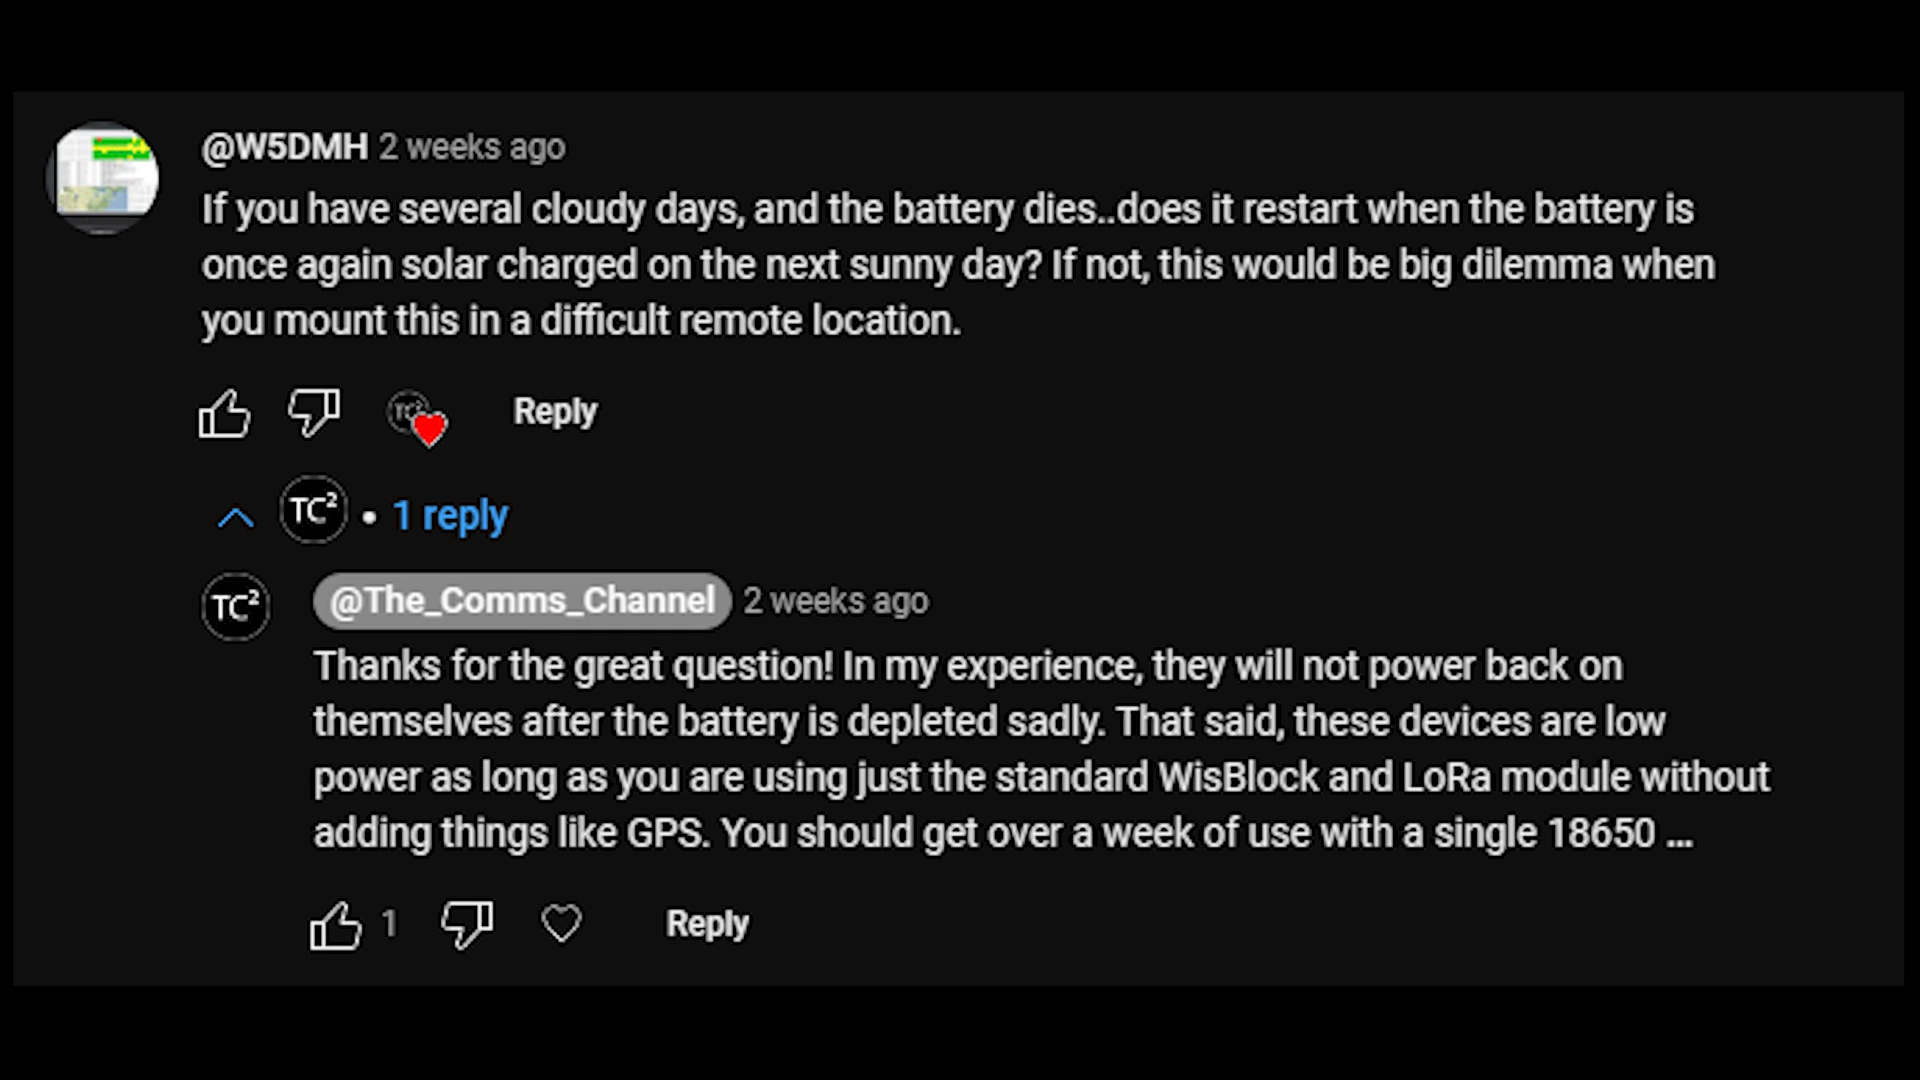 @W5DMH 2 weeks ago
If you have several cloudy days, and the battery dies..does it restart when the battery is
once again solar charged on the next sunny day? If not, this would be big dilemma when
you mount this in a difficult remote location.
TC² Reply
TC² • 1 reply
TC² @The_Comms_Channel 2 weeks ago
Thanks for the great question! In my experience, they will not power back on
themselves after the battery is depleted sadly. That said, these devices are low
power as long as you are using just the standard WisBlock and LoRa module without
adding things like GPS. You should get over a week of use with a single 18650 ...
1 Reply